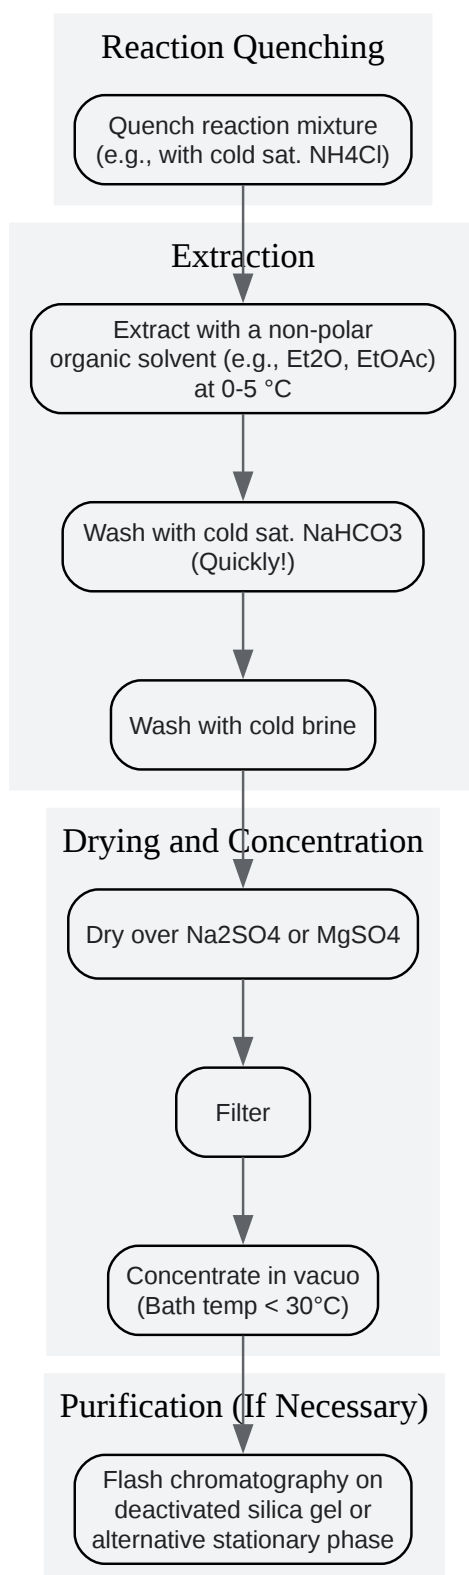 Reaction Quenching
Quench reaction mixture
(e.g., with cold sat. NH4Cl)
Extraction
Extract with a non-polar
organic solvent (e.g., Et2O, EtOAc)
at 0-5 °C
Wash with cold sat. NaHCO3
(Quickly!)
Wash with cold brine
Drying and Concentration
Dry over Na2SO4 or MgSO4
Filter
Concentrate in vacuo
(Bath temp < 30°C)
Purification (If Necessary)
Flash chromatography on
deactivated silica gel or
alternative stationary phase